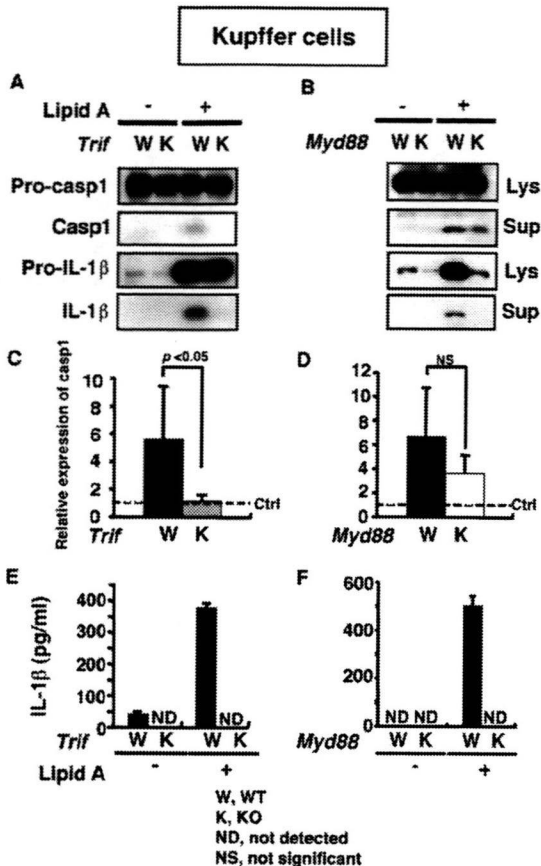 Kupffer cells
A
Lipid A - +
Trif W K W K
Pro-casp1
Casp1
Pro-IL-1β
IL-1β
B
- +
Myd88 W K W K
Lys
Sup
Lys
Sup
C
Relative expression of casp1
p <0.05
10
8
6
4
2
0
Ctrl
Trif W K
D
NS
12
10
8
6
4
2
0
Ctrl
Myd88 W K
E
IL-1β (pg/ml)
400
300
200
100
0
ND ND
Trif W K W K
Lipid A - +
F
600
400
200
0
ND ND ND
Myd88 W K W K
- +
W, WT
K, KO
ND, not detected
NS, not significant